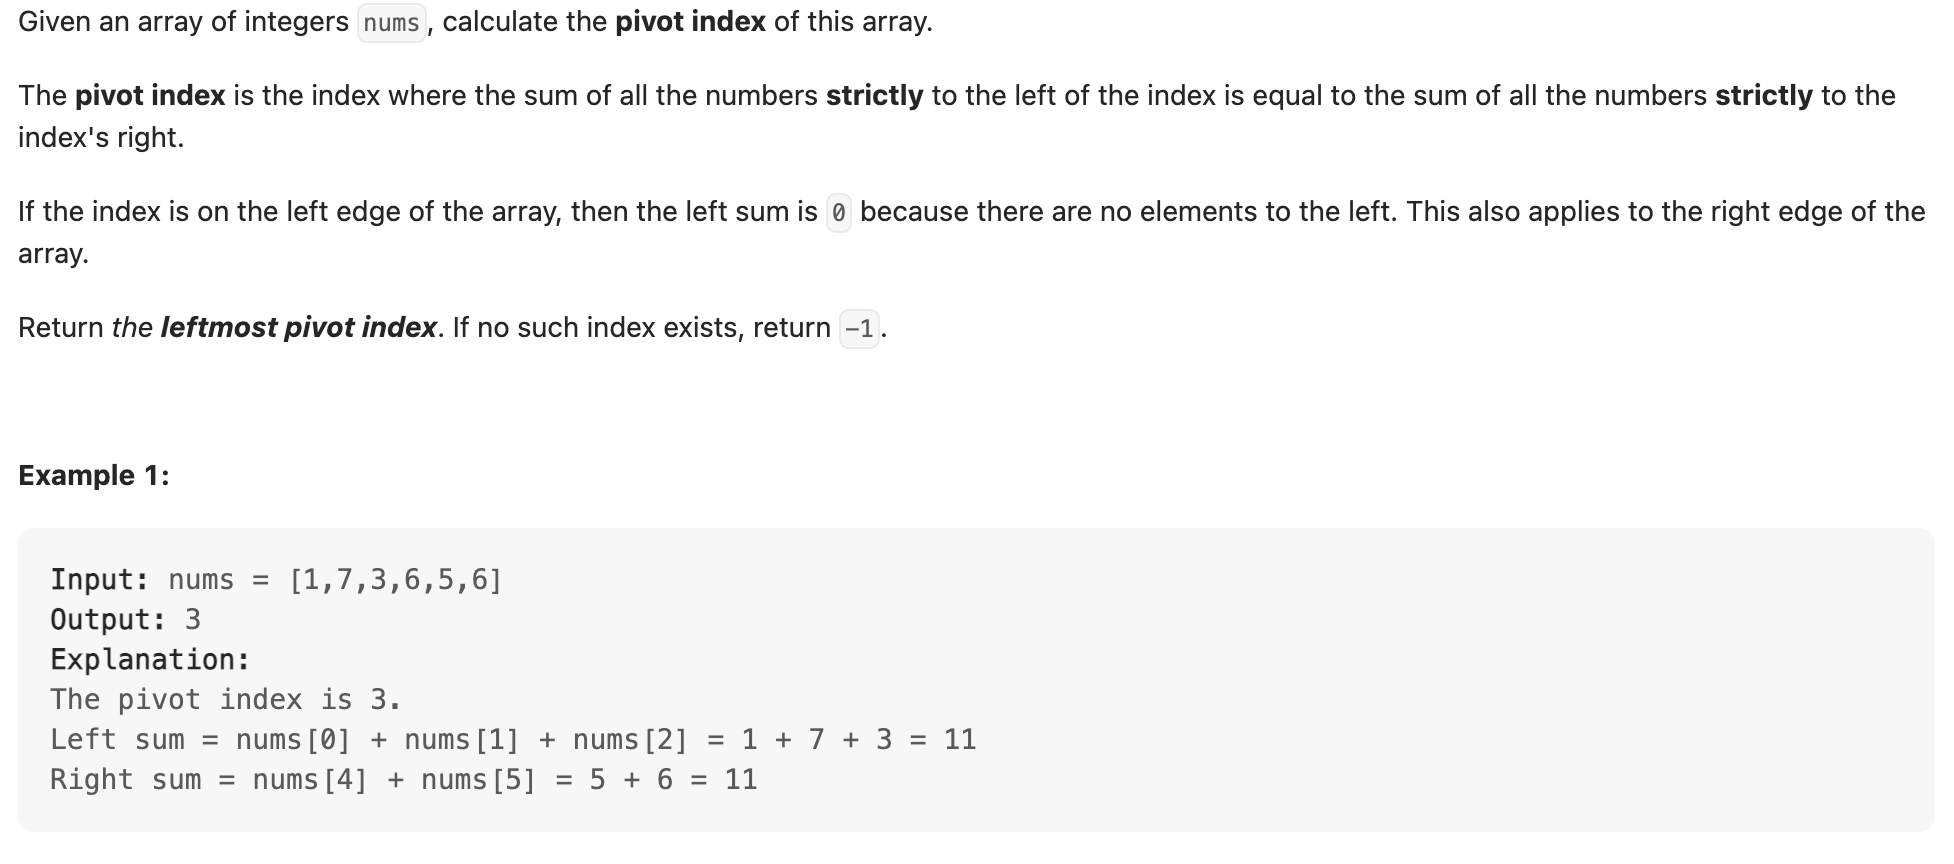 Given an array of integers nums, calculate the pivot index of this array.
The pivot index is the index where the sum of all the numbers strictly to the left of the index is equal to the sum of all the numbers strictly to the
index's right.
If the index is on the left edge of the array, then the left sum is 0 because there are no elements to the left. This also applies to the right edge of the
array.
Return the leftmost pivot index. If no such index exists, return -1.
Example 1:
Input: nums = [1,7,3,6,5,6]
Output: 3
Explanation:
The pivot index is 3.
Left sum = nums[0] + nums[1] + nums[2] = 1 + 7 + 3 = 11
Right sum = nums[4] + nums[5] = 5 + 6 = 11